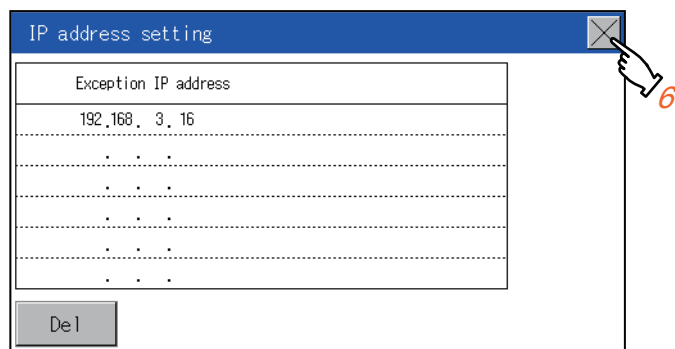 IP address setting
6
Exception IP address
192.168. 3. 16
. . .
. . .
. . .
. . .
. . .
Del